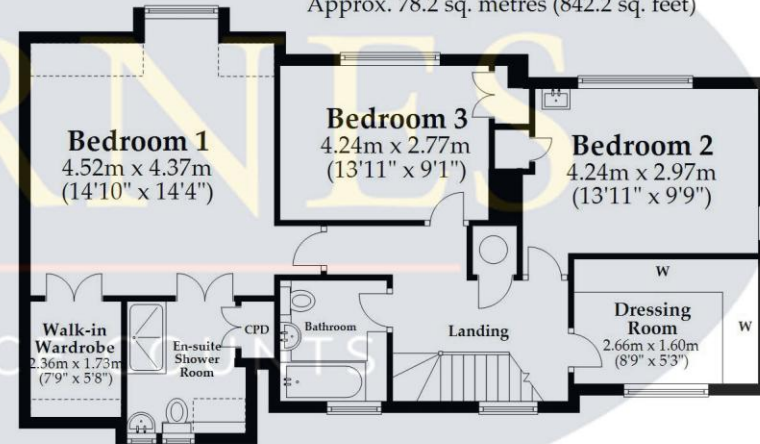 Approx. 78.2 sq. metres (842.2 sq. feet)
Bedroom 1
4.52m x 4.37m
(14'10" x 14'4")
Bedroom 3
4.24m x 2.77m
(13'11" x 9'1")
Bedroom 2
4.24m x 2.97m
(13'11" x 9'9")
Walk-in
Wardrobe
2.36m x 1.73m
(7'9" x 5'8")
En-suite
Shower
Room
CPD
Bathroom
Landing
W
W
Dressing
Room
2.66m x 1.60m
(8'9" x 5'3")
RNES
COUNTS